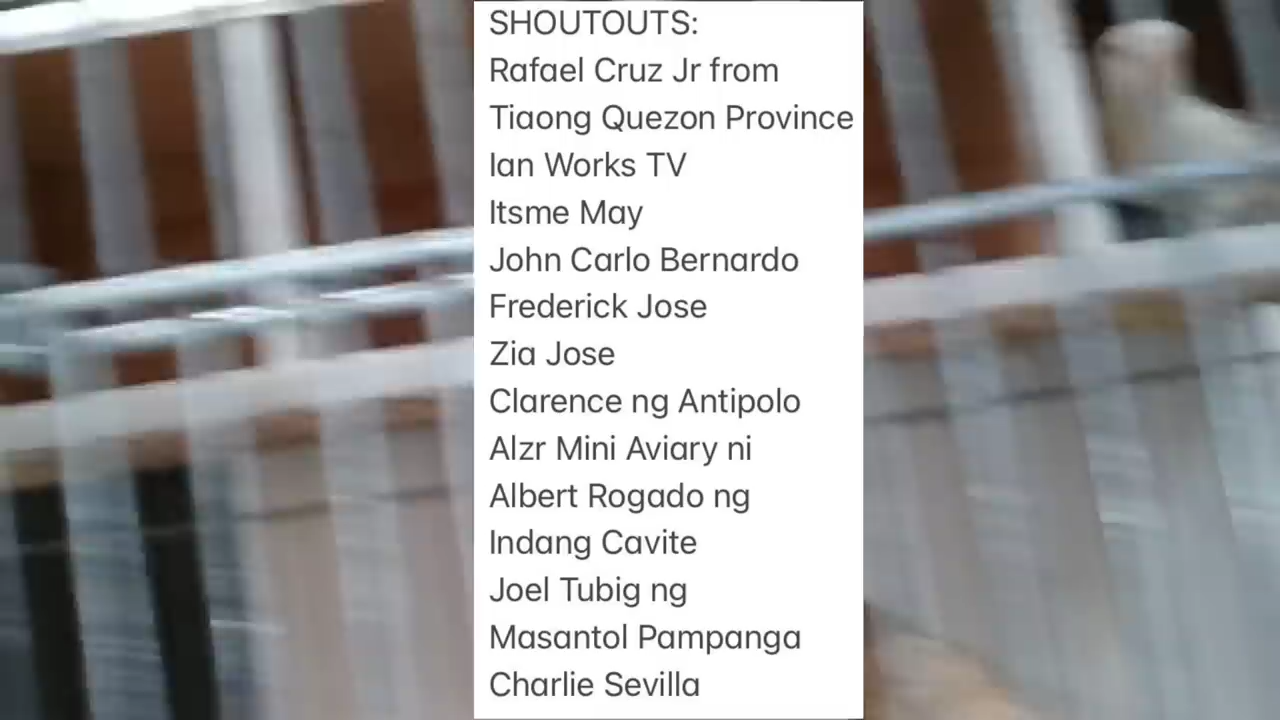 SHOUTOUTS:
Rafael Cruz Jr from
Tiaong Quezon Province
Ian Works TV
Itsme May
John Carlo Bernardo
Frederick Jose
Zia Jose
Clarence ng Antipolo
Alzr Mini Aviary ni
Albert Rogado ng
Indang Cavite
Joel Tubig ng
Masantol Pampanga
Charlie Sevilla